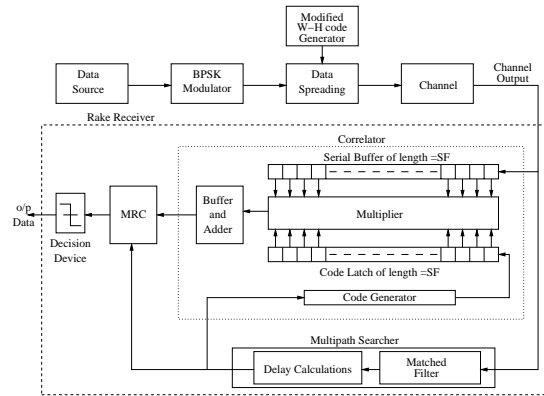 Modified
W-H code
Generator
Data
Source
BPSK
Modulator
Data
Spreading
Channel
Channel
Output
Rake Receiver
Correlator
Serial Buffer of length =SF
Multiplier
Buffer
and
Adder
MRC
o/p
Data
Decision
Device
Code Latch of length =SF
Code Generator
Multipath Searcher
Delay Calculations
Matched
Filter